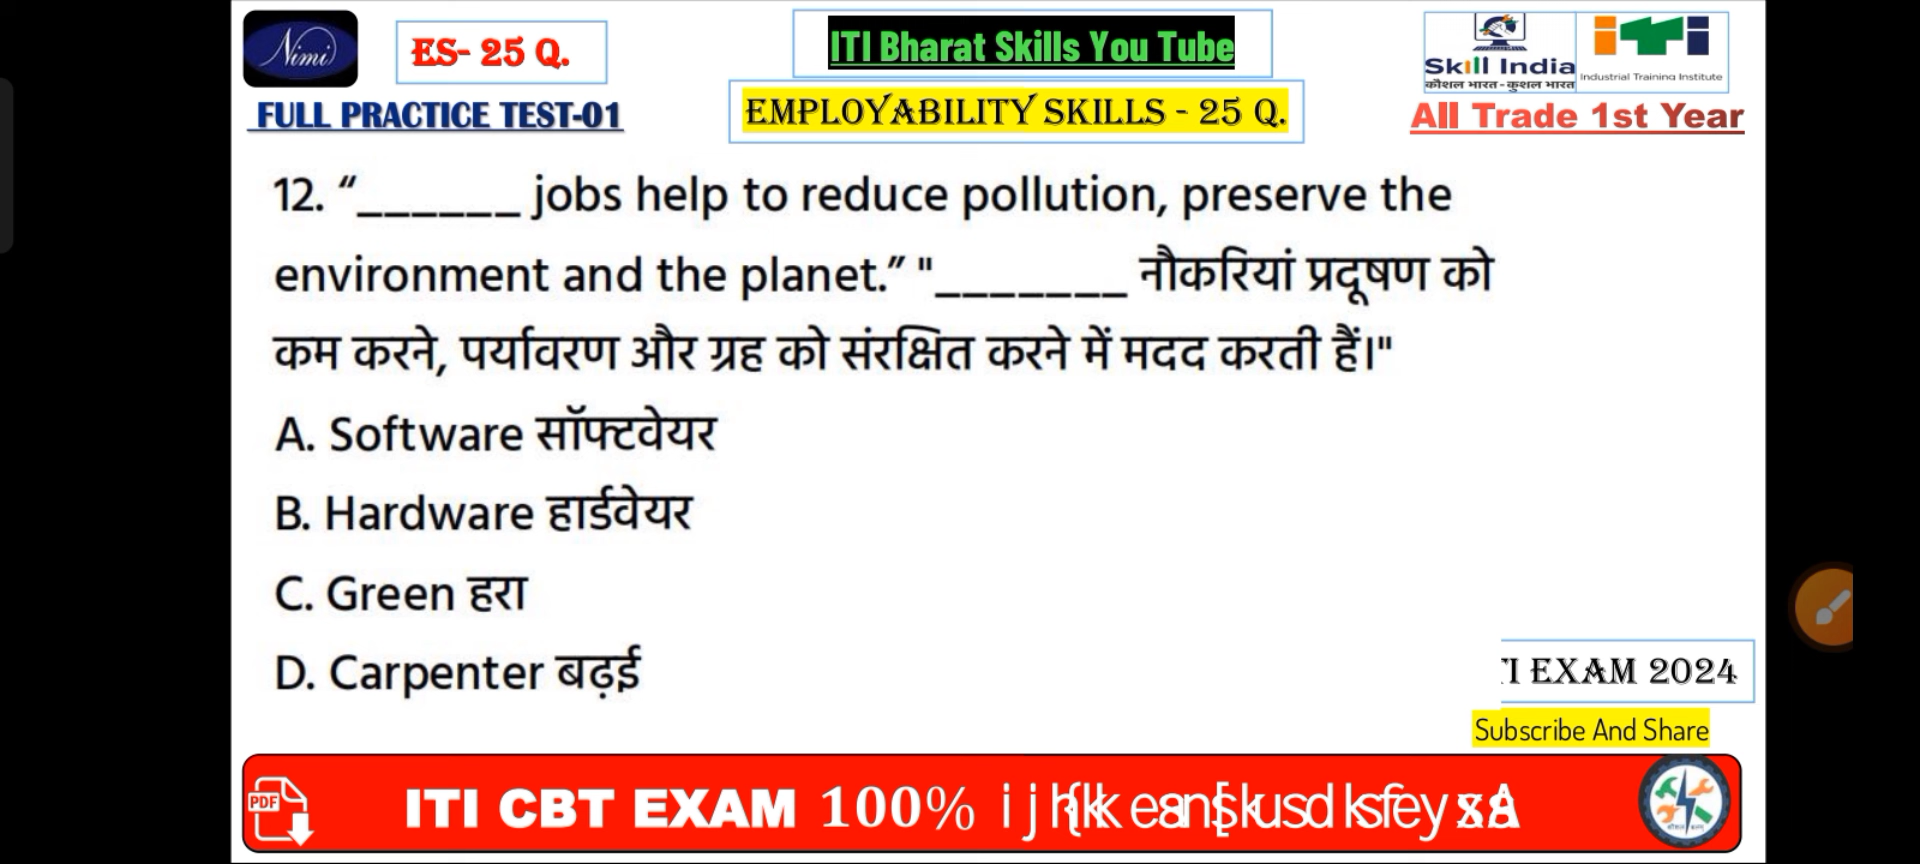 Nimi
ES- 25 Q.
ITI Bharat Skills You Tube
Skill India
कौशल भारत-कुशल भारत
iTi
Industrial Training Institute
FULL PRACTICE TEST-01
EMPLOYABILITY SKILLS - 25 Q.
All Trade 1st Year
12. “______ jobs help to reduce pollution, preserve the
environment and the planet.” "_______ नौकरियां प्रदूषण को
कम करने, पर्यावरण और ग्रह को संरक्षित करने में मदद करती हैं।"
A. Software सॉफ्टवेयर
B. Hardware हार्डवेयर
C. Green हरा
D. Carpenter बढ़ई
I EXAM 2024
Subscribe And Share
PDF
ITI CBT EXAM 100%